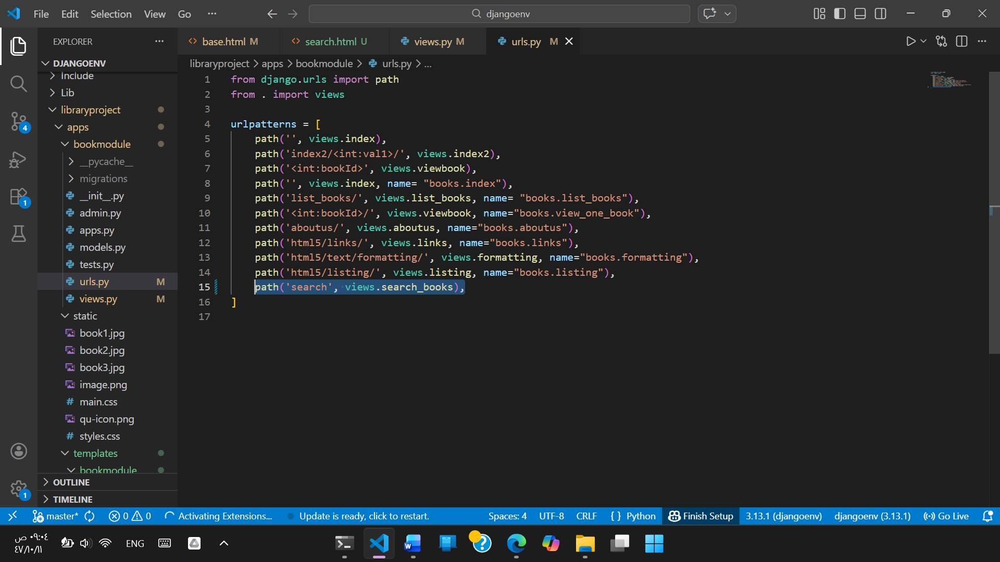 File Edit Selection View Go ··· djangoenv
EXPLORER ···
base.html M
search.html U
views.py M
urls.py M
DJANGOENV
Include
Lib
libraryproject
apps
bookmodule
__pycache__
migrations
__init__.py
admin.py
apps.py
models.py
tests.py
urls.py M
views.py M
static
book1.jpg
book2.jpg
book3.jpg
image.png
main.css
qu-icon.png
styles.css
templates
bookmodule
OUTLINE
TIMELINE
4
1
1
libraryproject > apps > bookmodule > urls.py > ...
1 from django.urls import path
2 from . import views
3
4 urlpatterns = [
5 path('', views.index),
6 path('index2/<int:val1>/', views.index2),
7 path('<int:bookId>', views.viewbook),
8 path('', views.index, name= "books.index"),
9 path('list_books/', views.list_books, name= "books.list_books"),
10 path('<int:bookId>/', views.viewbook, name="books.view_one_book"),
11 path('aboutus/', views.aboutus, name="books.aboutus"),
12 path('html5/links/', views.links, name="books.links"),
13 path('html5/text/formatting/', views.formatting, name="books.formatting"),
14 path('html5/listing/', views.listing, name="books.listing"),
15 path('search', views.search_books),
16 ]
17
master* 0 0 Activating Extensions... Update is ready, click to restart. Spaces: 4 UTF-8 CRLF { } Python Finish Setup 3.13.1 (djangoenv) djangoenv (3.13.1) Go Live
٠٩:٠٤ ص
٤٧/١٠/١١
ENG